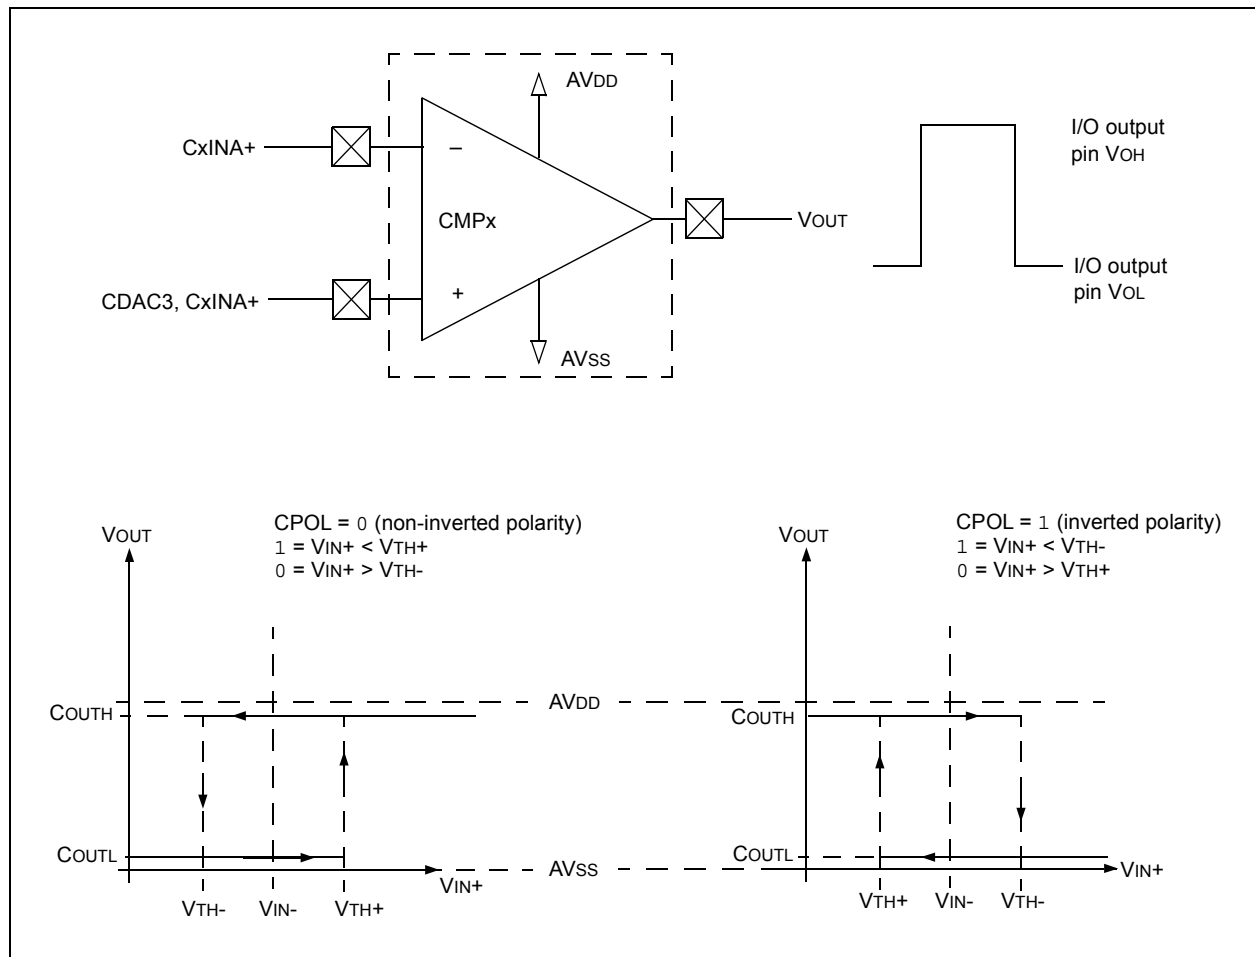 AVDD
CxINA+
–
CMPx
VOUT
CDAC3, CxINA+
+
AVSS
I/O output
pin VOH
I/O output
pin VOL
CPOL = 0 (non-inverted polarity)
1 = VIN+ < VTH+
0 = VIN+ > VTH-
VOUT
COUTH
COUTL
VIN+
VTH-
VIN-
VTH+
AVDD
AVSS
CPOL = 1 (inverted polarity)
1 = VIN+ < VTH-
0 = VIN+ > VTH+
VOUT
COUTH
COUTL
VIN+
VTH+
VIN-
VTH-